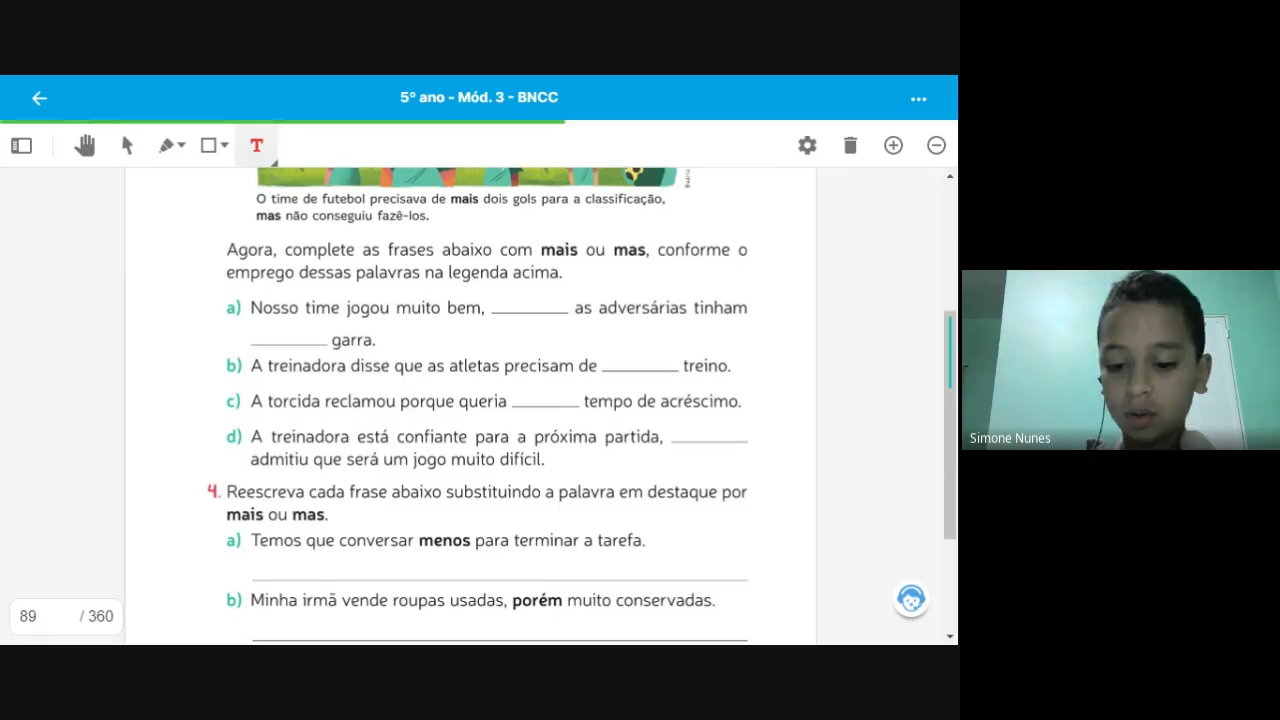 5º ano - Mód. 3 - BNCC
T
O time de futebol precisava de mais dois gols para a classificação,
mas não conseguiu fazê-los.
Agora, complete as frases abaixo com mais ou mas, conforme o
emprego dessas palavras na legenda acima.
a) Nosso time jogou muito bem, ________ as adversárias tinham
________ garra.
b) A treinadora disse que as atletas precisam de ________ treino.
c) A torcida reclamou porque queria _______ tempo de acréscimo.
d) A treinadora está confiante para a próxima partida, ________
admitiu que será um jogo muito difícil.
4. Reescreva cada frase abaixo substituindo a palavra em destaque por
mais ou mas.
a) Temos que conversar menos para terminar a tarefa.
b) Minha irmã vende roupas usadas, porém muito conservadas.
89 / 360
Simone Nunes